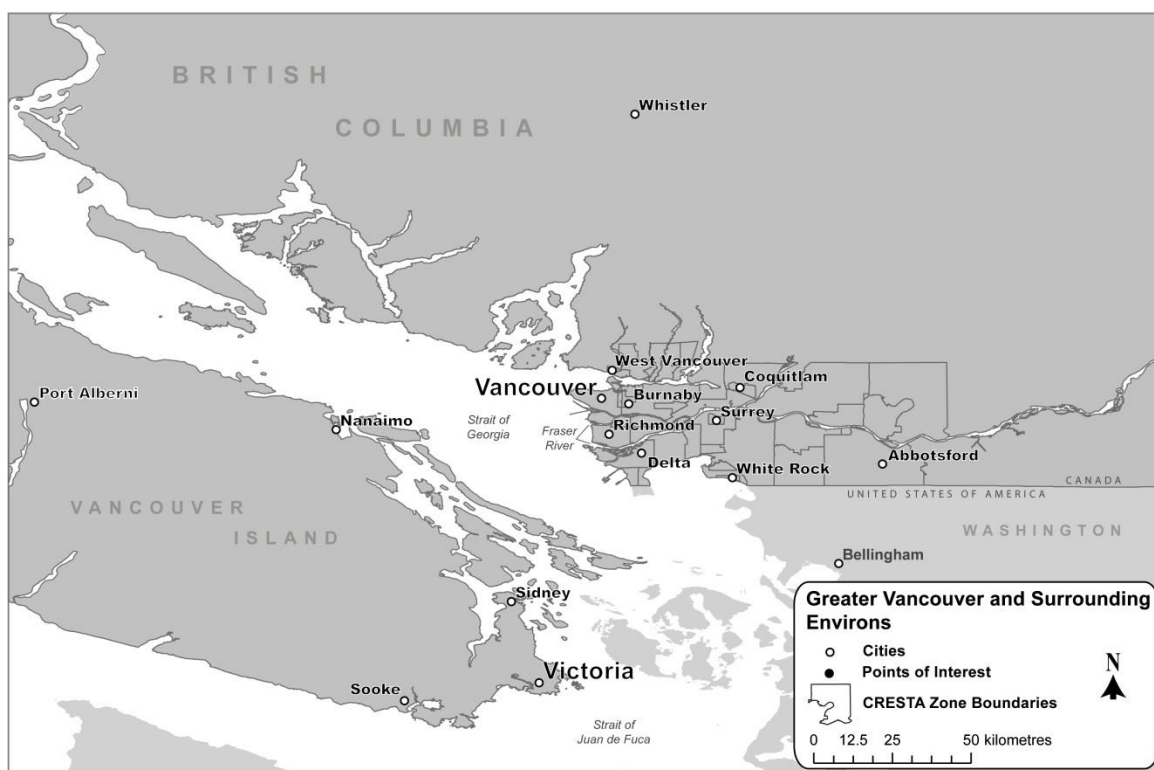 BRITISH
COLUMBIA
Whistler
West Vancouver
Coquitlam
Vancouver
Burnaby
Port Alberni
Surrey
Nanaimo
Strait of
Georgia
Fraser
River
Richmond
Delta
White Rock
Abbotsford
CANADA
UNITED STATES OF AMERICA
VANCOUVER
ISLAND
WASHINGTON
Bellingham
Sidney
Victoria
Sooke
Strait of
Juan de Fuca
Greater Vancouver and Surrounding
Environs
Cities
Points of Interest
CRESTA Zone Boundaries
N
0 12.5 25 50 kilometres